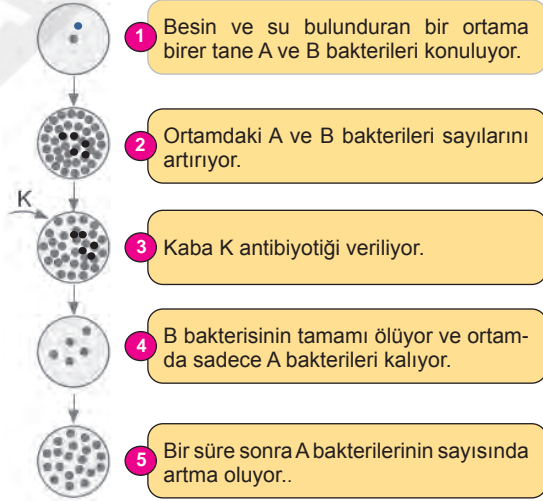 1 Besin ve su bulunduran bir ortama
birer tane A ve B bakterileri konuluyor.
2 Ortamdaki A ve B bakterileri sayılarını
artırıyor.
K
3 Kaba K antibiyotiği veriliyor.
4 B bakterisinin tamamı ölüyor ve ortam-
da sadece A bakterileri kalıyor.
5 Bir süre sonra A bakterilerinin sayısında
artma oluyor..